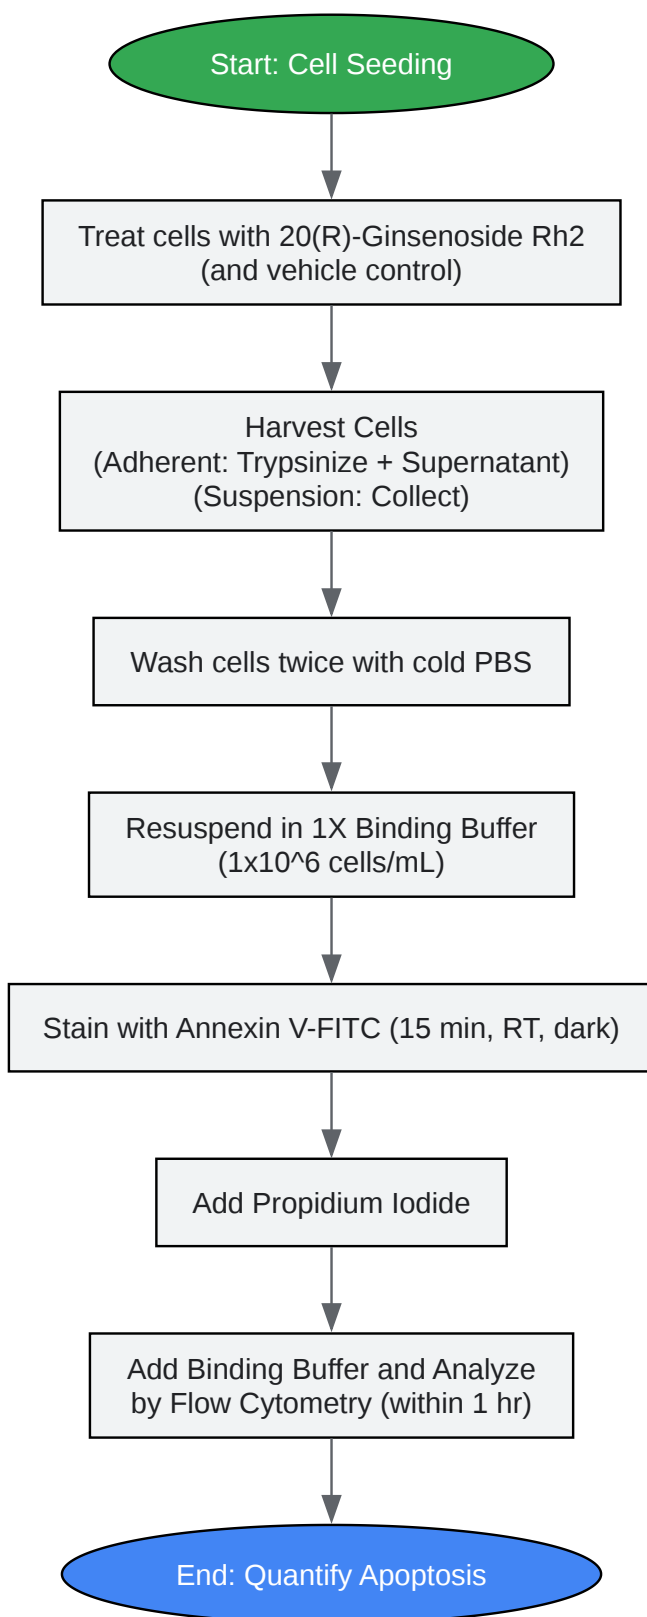 Start: Cell Seeding
Treat cells with 20(R)-Ginsenoside Rh2
(and vehicle control)
Harvest Cells
(Adherent: Trypsinize + Supernatant)
(Suspension: Collect)
Wash cells twice with cold PBS
Resuspend in 1X Binding Buffer
(1x10^6 cells/mL)
Stain with Annexin V-FITC (15 min, RT, dark)
Add Propidium Iodide
Add Binding Buffer and Analyze
by Flow Cytometry (within 1 hr)
End: Quantify Apoptosis